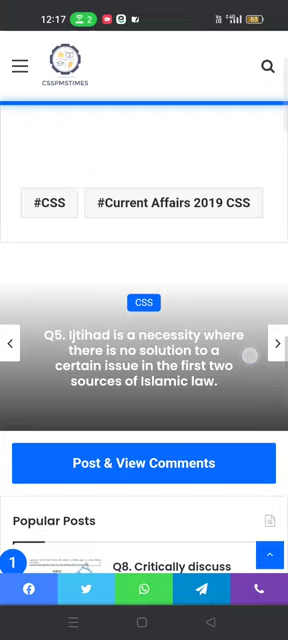 12:17
2
83
CSSPMSTIMES
#CSS
#Current Affairs 2019 CSS
CSS
Q5. Ijtihad is a necessity where
there is no solution to a
certain issue in the first two
sources of Islamic law.
Post & View Comments
Popular Posts
1
Q8. Critically discuss